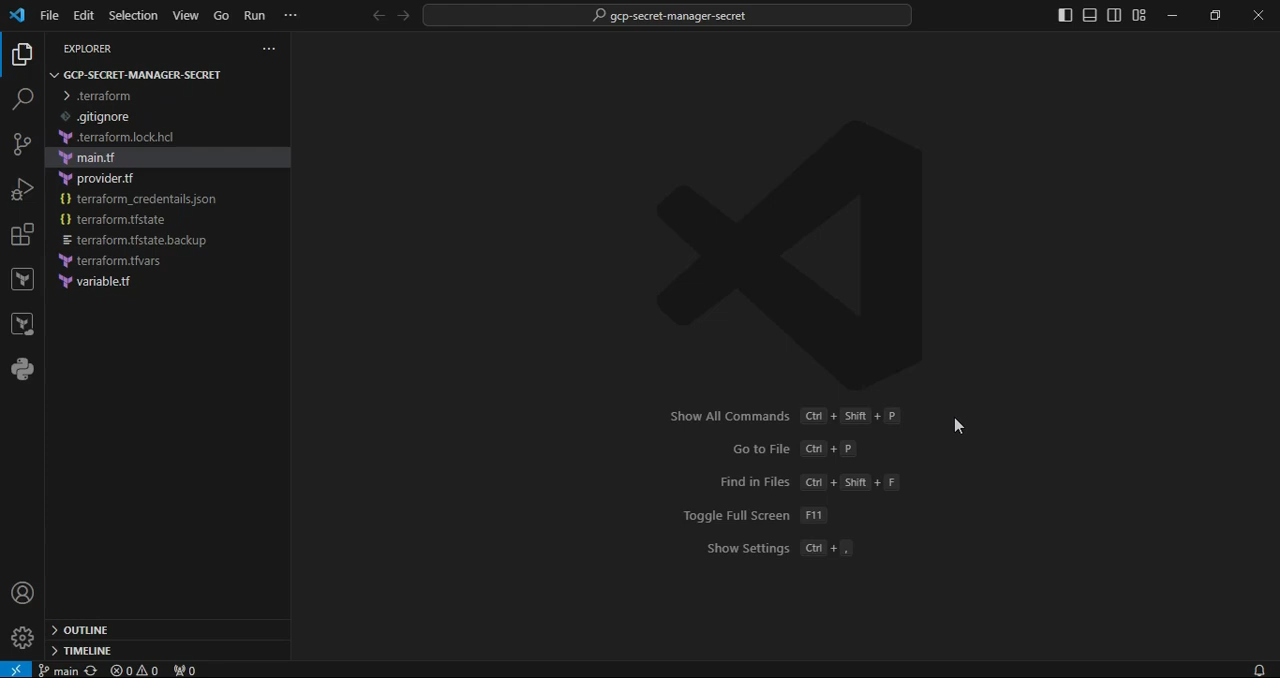 File Edit Selection View Go Run ···
gcp-secret-manager-secret
EXPLORER
GCP-SECRET-MANAGER-SECRET
.terraform
.gitignore
.terraform.lock.hcl
main.tf
provider.tf
{} terraform_credentails.json
{} terraform.tfstate
terraform.tfstate.backup
terraform.tfvars
variable.tf
Show All Commands Ctrl + Shift + P
Go to File Ctrl + P
Find in Files Ctrl + Shift + F
Toggle Full Screen F11
Show Settings Ctrl + ,
OUTLINE
TIMELINE
main 0 0 0